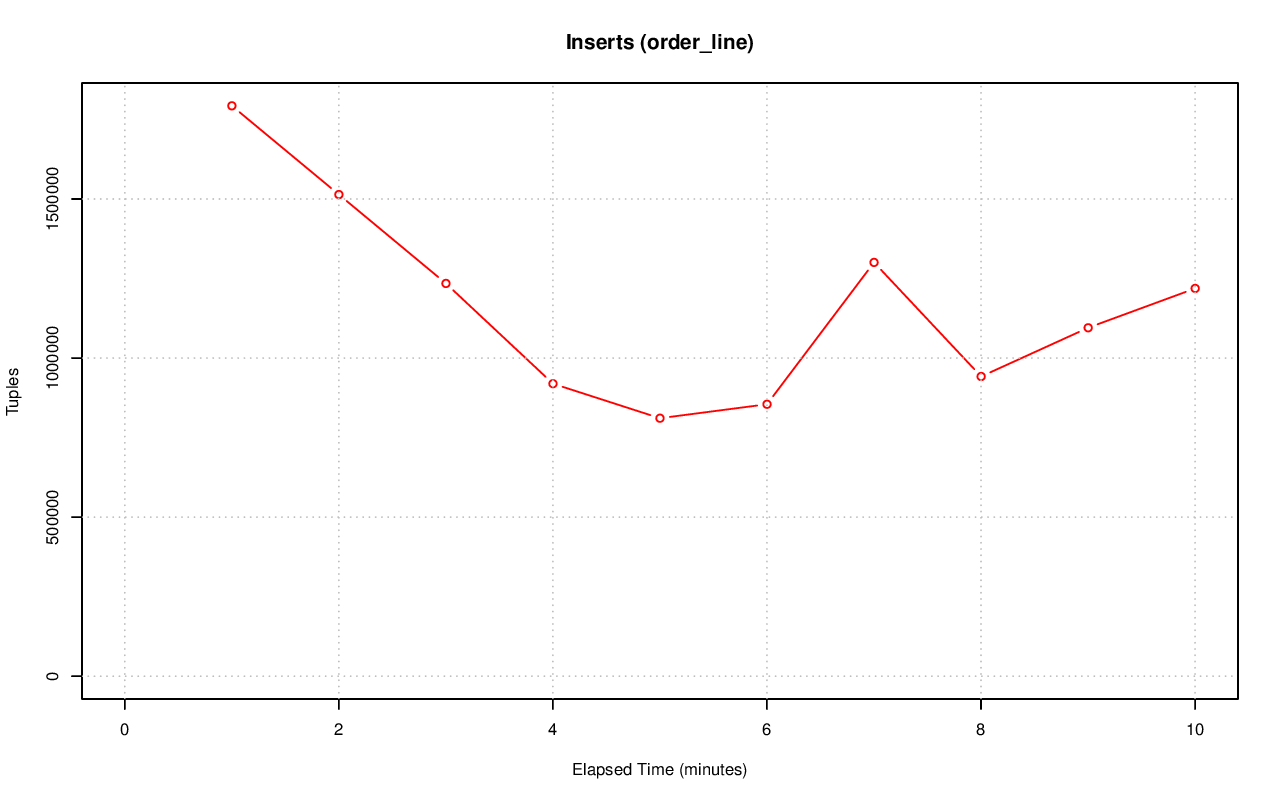 Inserts (order_line)
Tuples
1500000
1000000
500000
0
0 2 4 6 8 10
Elapsed Time (minutes)